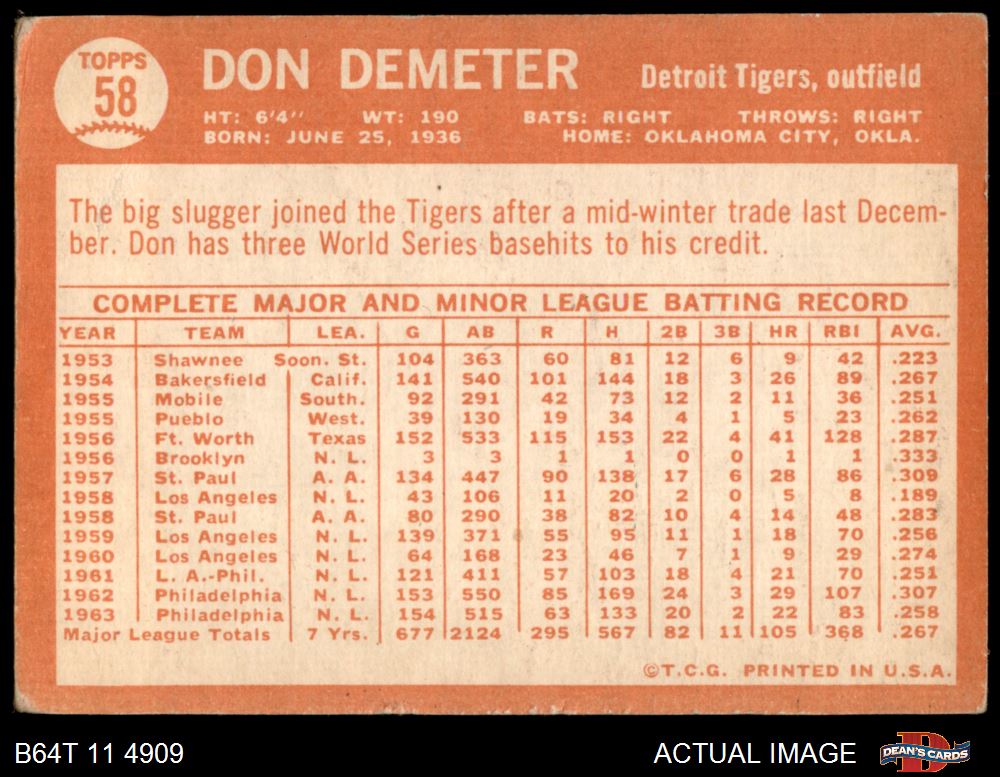 TOPPS
58
DON DEMETER
Detroit Tigers, outfield
HT: 6'4" WT: 190 BATS: RIGHT THROWS: RIGHT
BORN: JUNE 25, 1936 HOME: OKLAHOMA CITY, OKLA.
The big slugger joined the Tigers after a mid-winter trade last Decem-
ber. Don has three World Series basehits to his credit.
COMPLETE MAJOR AND MINOR LEAGUE BATTING RECORD
YEAR TEAM LEA. G AB R H 2B 3B HR RBI AVG.
1953 Shawnee Soon. St. 104 363 60 81 12 6 9 42 .223
1954 Bakersfield Calif. 141 540 101 144 18 3 26 89 .267
1955 Mobile South. 92 291 42 73 12 2 11 36 .251
1955 Pueblo West. 39 130 19 34 4 1 5 23 .262
1956 Ft. Worth Texas 152 533 115 153 22 4 41 128 .287
1956 Brooklyn N. L. 3 3 1 1 0 0 1 1 .333
1957 St. Paul A. A. 134 447 90 138 17 6 28 86 .309
1958 Los Angeles N. L. 43 106 11 20 2 0 5 8 .189
1958 St. Paul A. A. 80 290 38 82 10 4 14 48 .283
1959 Los Angeles N. L. 139 371 55 95 11 1 18 70 .256
1960 Los Angeles N. L. 64 168 23 46 7 1 9 29 .274
1961 L. A.-Phil. N. L. 121 411 57 103 18 4 21 70 .251
1962 Philadelphia N. L. 153 550 85 169 24 3 29 107 .307
1963 Philadelphia N. L. 154 515 63 133 20 2 22 83 .258
Major League Totals 7 Yrs. 677 2124 295 567 82 11 105 368 .267
©T.C.G. PRINTED IN U.S.A.
B64T 11 4909
ACTUAL IMAGE
DEAN'S CARDS